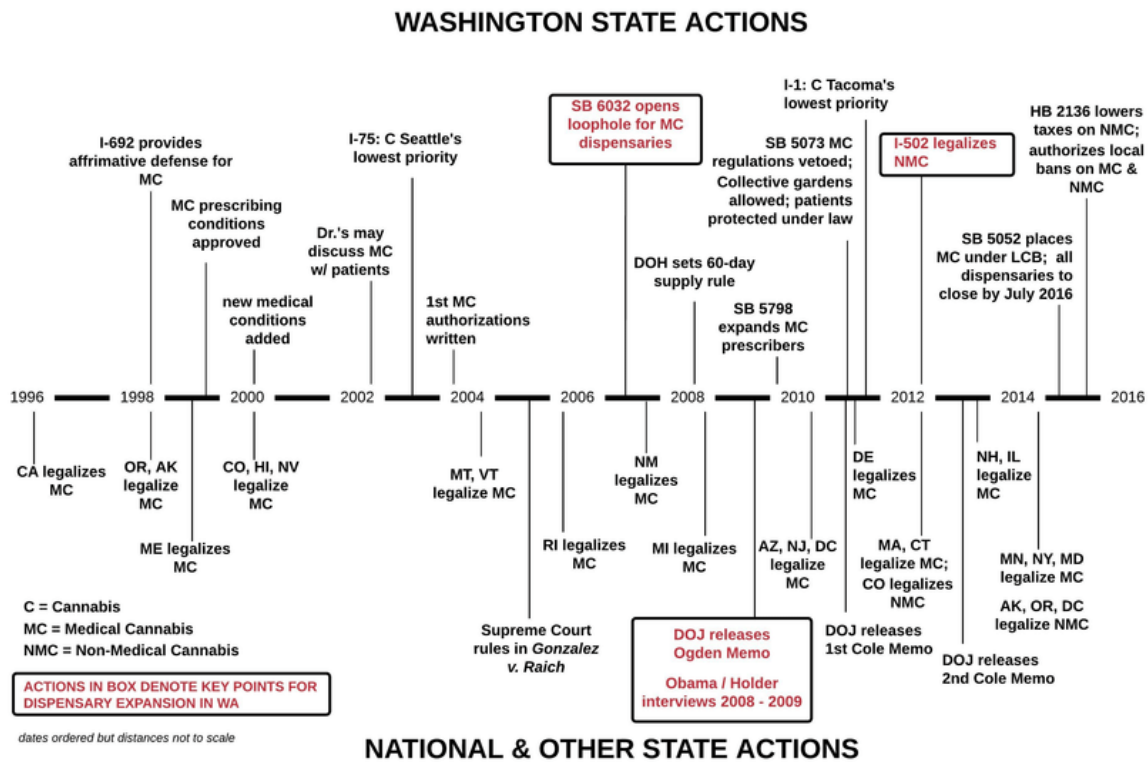 WASHINGTON STATE ACTIONS
I-692 provides
affirmative defense for
MC
MC prescribing
conditions
approved
new medical
conditions
added
I-75: C Seattle's
lowest priority
Dr.'s may
discuss MC
w/ patients
1st MC
authorizations
written
SB 6032 opens
loophole for MC
dispensaries
DOH sets 60-day
supply rule
SB 5798
expands MC
prescribers
I-1: C Tacoma's
lowest priority
SB 5073 MC
regulations vetoed;
Collective gardens
allowed; patients
protected under law
I-502 legalizes
NMC
HB 2136 lowers
taxes on NMC;
authorizes local
bans on MC &
NMC
SB 5052 places
MC under LCB; all
dispensaries to
close by July 2016
1996 1998 2000 2002 2004 2006 2008 2010 2012 2014 2016
CA legalizes
MC
OR, AK
legalize
MC
ME legalizes
MC
CO, HI, NV
legalize
MC
MT, VT
legalize MC
Supreme Court
rules in Gonzalez
v. Raich
RI legalizes
MC
NM
legalizes
MC
MI legalizes
MC
DOJ releases
Ogden Memo
Obama / Holder
interviews 2008 - 2009
AZ, NJ, DC
legalize
MC
DOJ releases
1st Cole Memo
DE
legalizes
MC
MA, CT
legalize MC;
CO legalizes
NMC
DOJ releases
2nd Cole Memo
NH, IL
legalize
MC
MN, NY, MD
legalize MC
AK, OR, DC
legalize NMC
C = Cannabis
MC = Medical Cannabis
NMC = Non-Medical Cannabis
ACTIONS IN BOX DENOTE KEY POINTS FOR
DISPENSARY EXPANSION IN WA
dates ordered but distances not to scale
NATIONAL & OTHER STATE ACTIONS